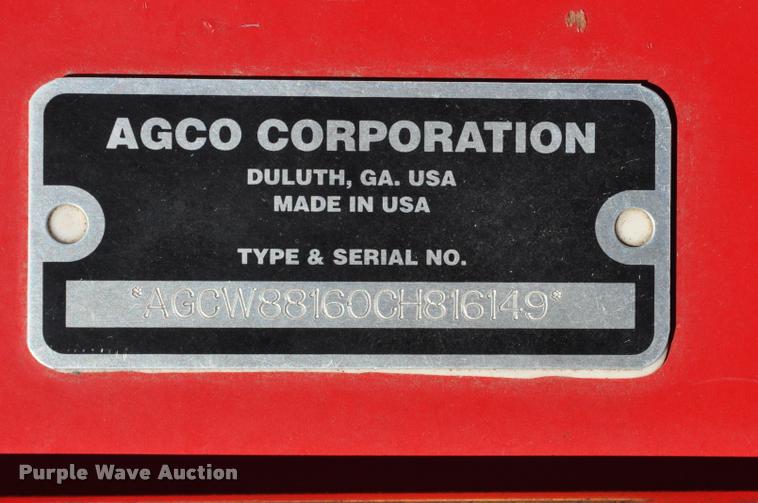 AGCO CORPORATION
DULUTH, GA. USA
MADE IN USA
TYPE & SERIAL NO.
*AGCW88160CH816149*
Purple Wave Auction